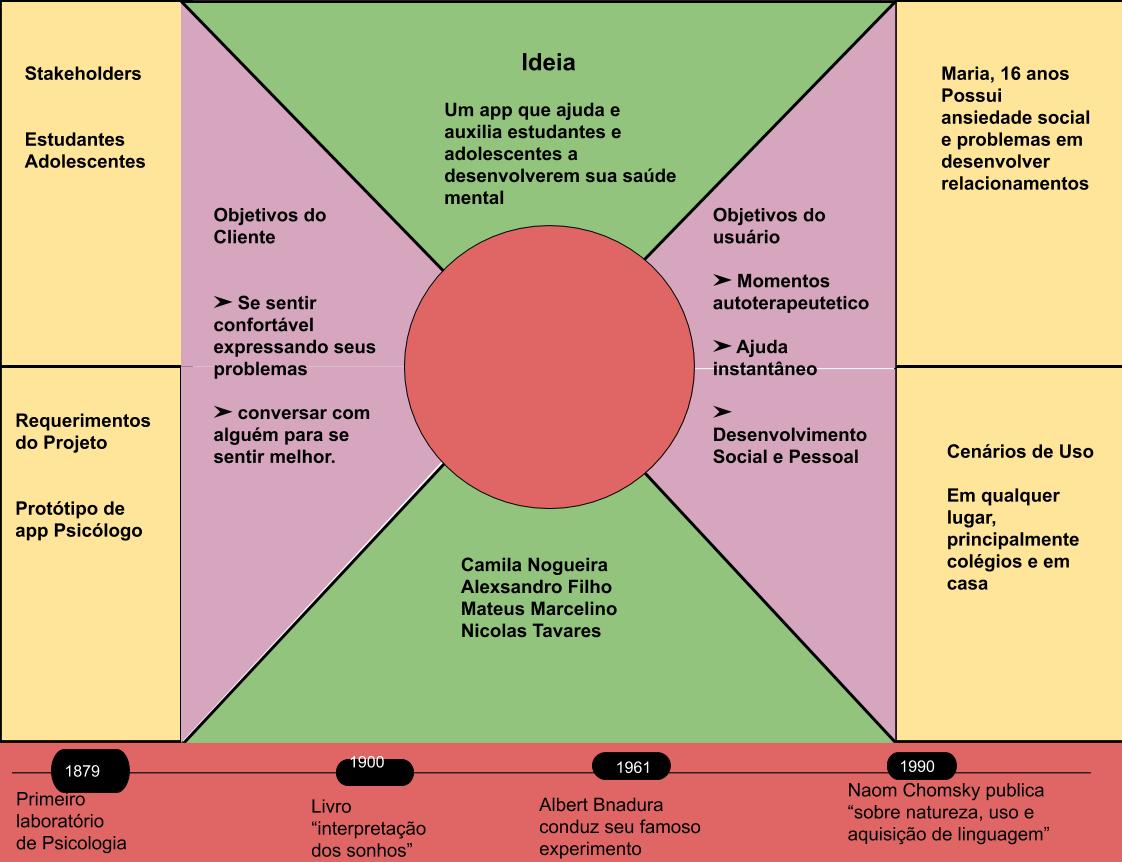 Stakeholders
Estudantes
Adolescentes
Ideia
Um app que ajuda e
auxilia estudantes e
adolescentes a
desenvolverem sua saúde
mental
Maria, 16 anos
Possui
ansiedade social
e problemas em
desenvolver
relacionamentos
Objetivos do
Cliente
➢ Se sentir
confortável
expressando seus
problemas
➢ conversar com
alguém para se
sentir melhor.
Objetivos do
usuário
➢ Momentos
autoterapeutetico
➢ Ajuda
instantâneo
➢
Desenvolvimento
Social e Pessoal
Requerimentos
do Projeto
Protótipo de
app Psicólogo
Cenários de Uso
Em qualquer
lugar,
principalmente
colégios e em
casa
Camila Nogueira
Alexsandro Filho
Mateus Marcelino
Nicolas Tavares
1879
Primeiro
laboratório
de Psicologia
1900
Livro
“interpretação
dos sonhos”
1961
Albert Bnadura
conduz seu famoso
experimento
1990
Naom Chomsky publica
“sobre natureza, uso e
aquisição de linguagem”